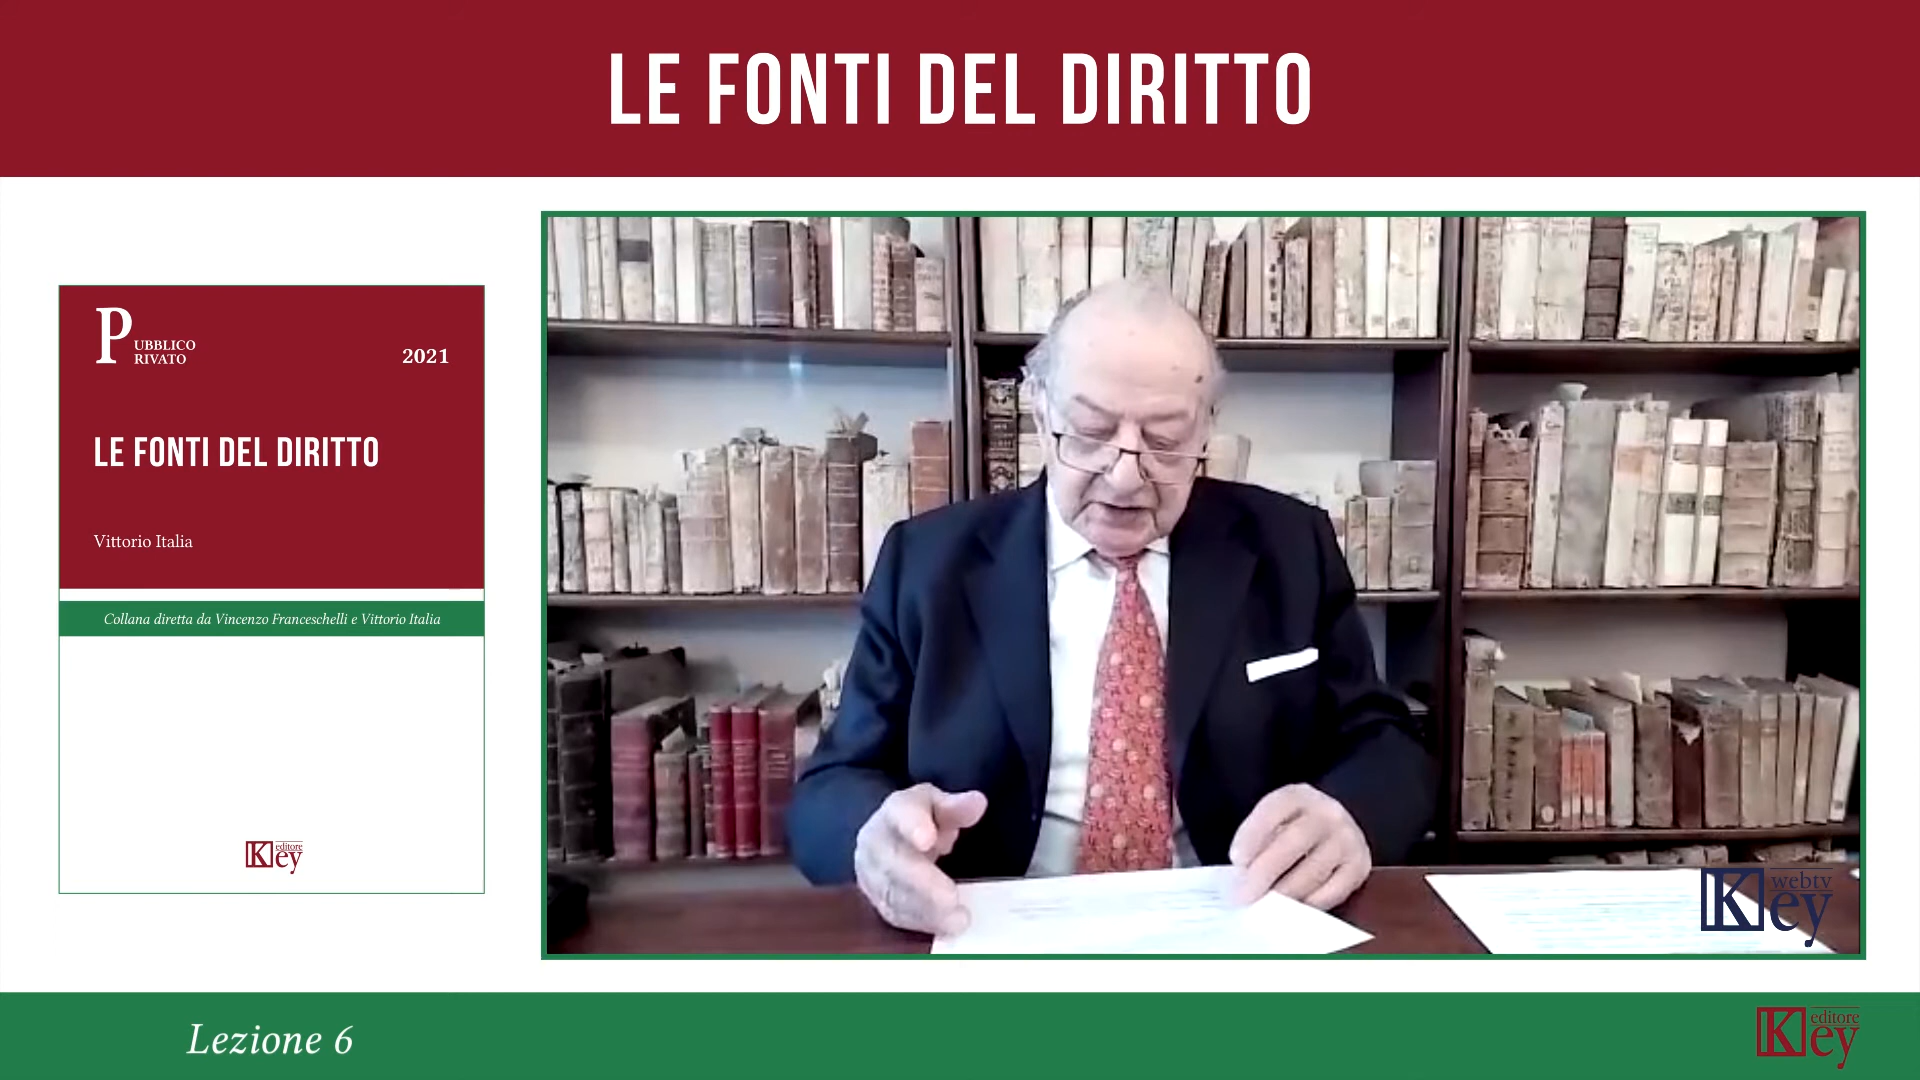 LE FONTI DEL DIRITTO
PUBBLICO
RIVATO
2021
LE FONTI DEL DIRITTO
Vittorio Italia
Collana diretta da Vincenzo Franceschelli e Vittorio Italia
Key editore
Key webtv
Lezione 6
Key editore